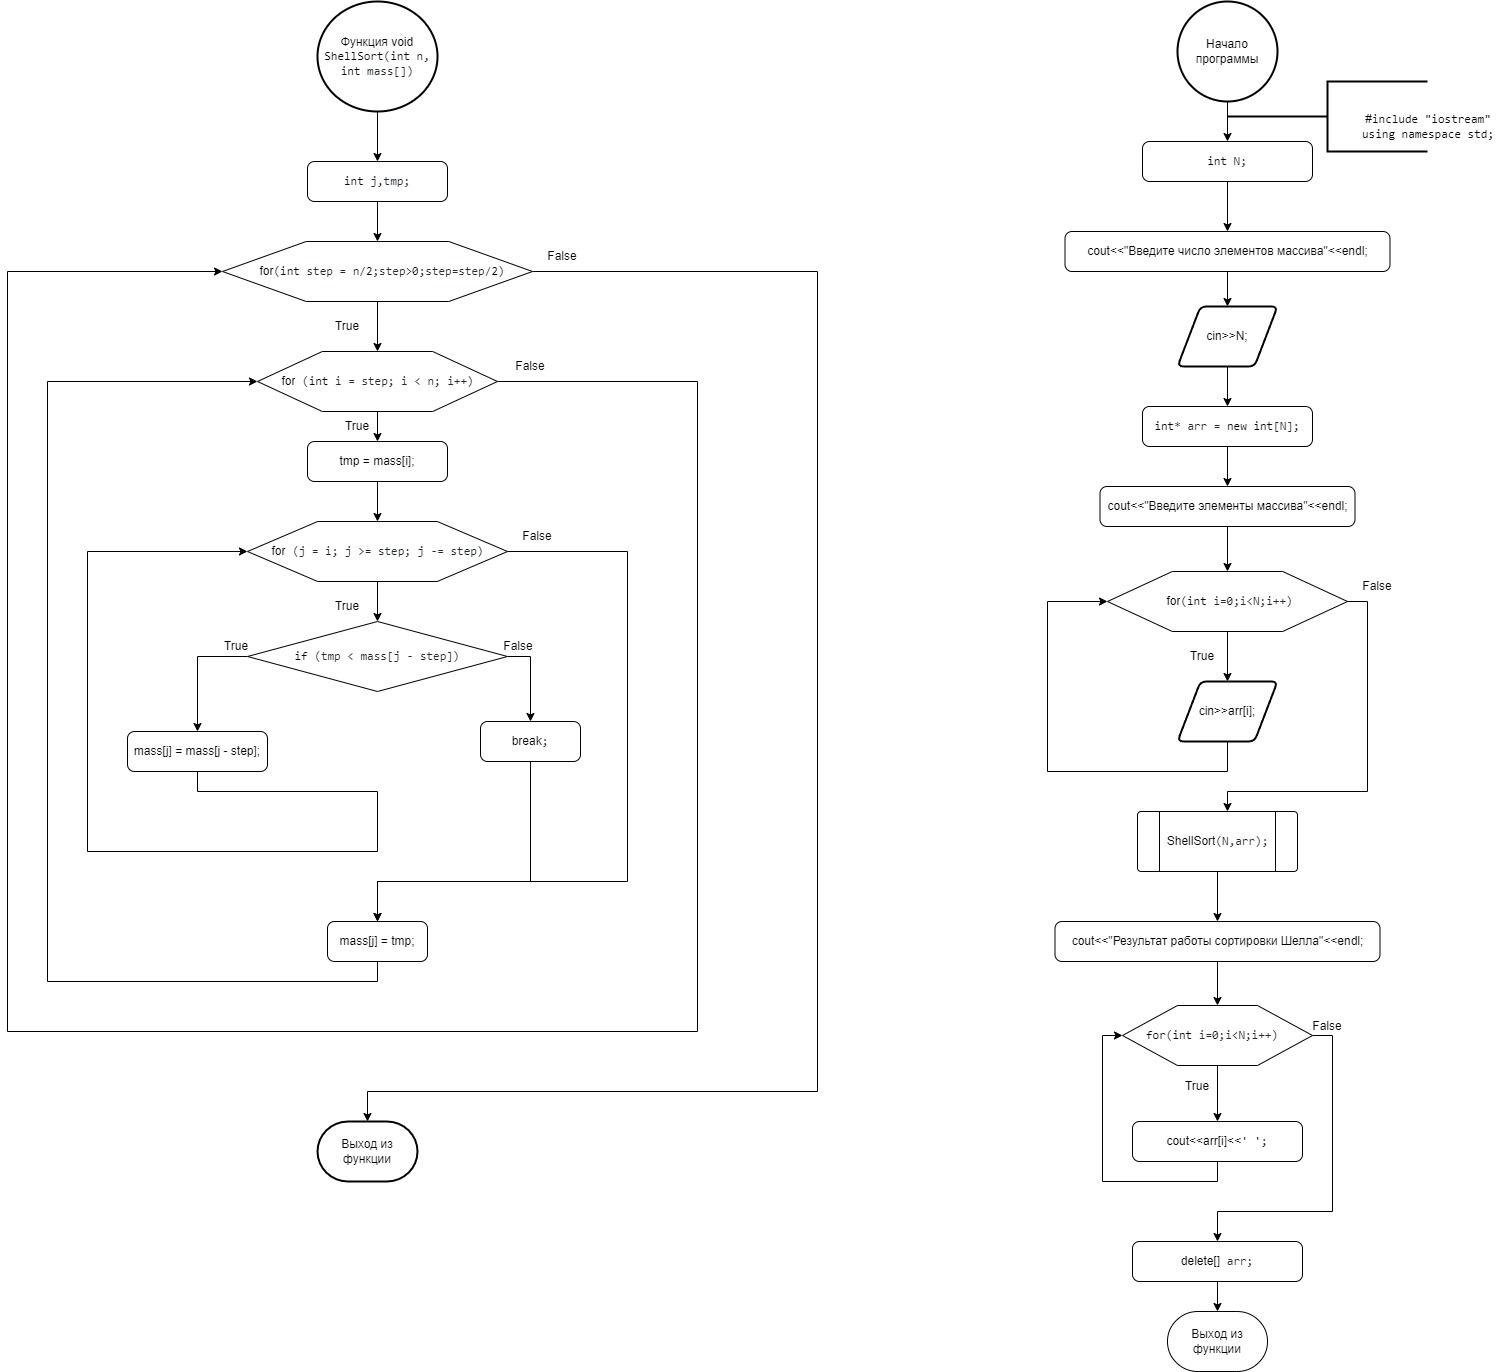 Функция void
ShellSort(int n,
int mass[])
int j,tmp;
for(int step = n/2;step>0;step=step/2)
False
True
for (int i = step; i < n; i++)
False
True
tmp = mass[i];
for (j = i; j >= step; j -= step)
False
True
if (tmp < mass[j - step])
True
False
mass[j] = mass[j - step];
break;
mass[j] = tmp;
Выход из
функции
Начало
программы
#include "iostream"
using namespace std;
int N;
cout<<"Введите число элементов массива"<<endl;
cin>>N;
int* arr = new int[N];
cout<<"Введите элементы массива"<<endl;
for(int i=0;i<N;i++)
False
True
cin>>arr[i];
ShellSort(N,arr);
cout<<"Результат работы сортировки Шелла"<<endl;
for(int i=0;i<N;i++)
False
True
cout<<arr[i]<<' ';
delete[] arr;
Выход из
функции